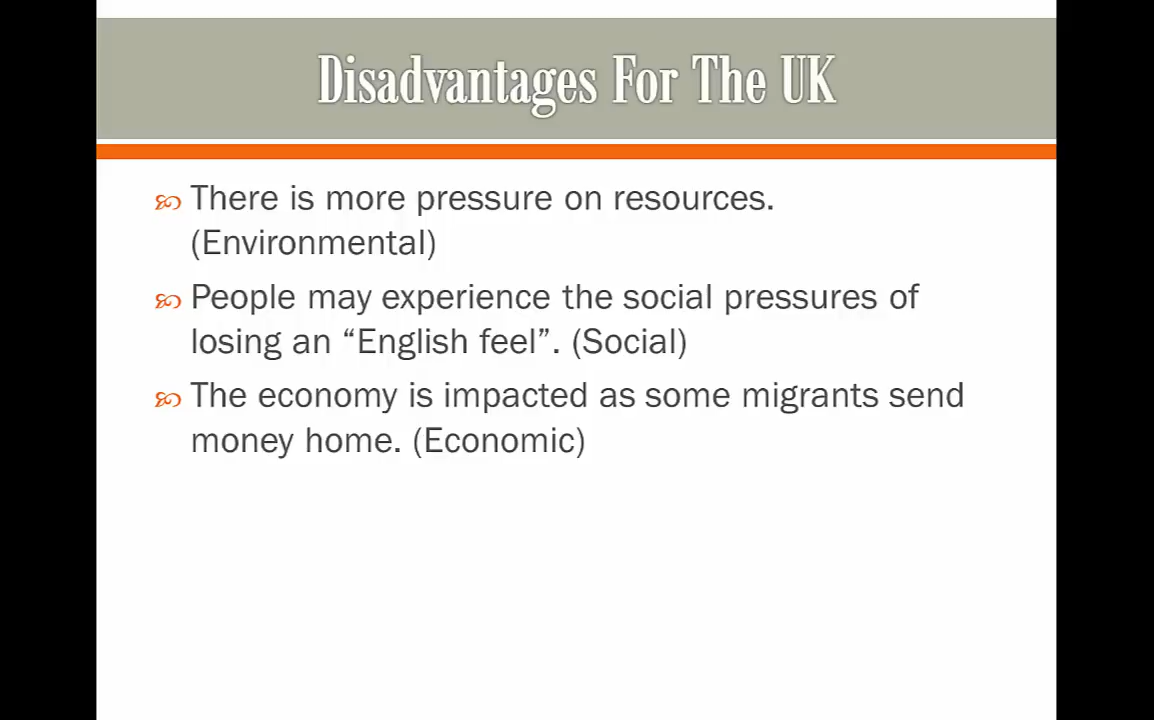 Disadvantages For The UK
There is more pressure on resources.
(Environmental)
People may experience the social pressures of
losing an “English feel”. (Social)
The economy is impacted as some migrants send
money home. (Economic)